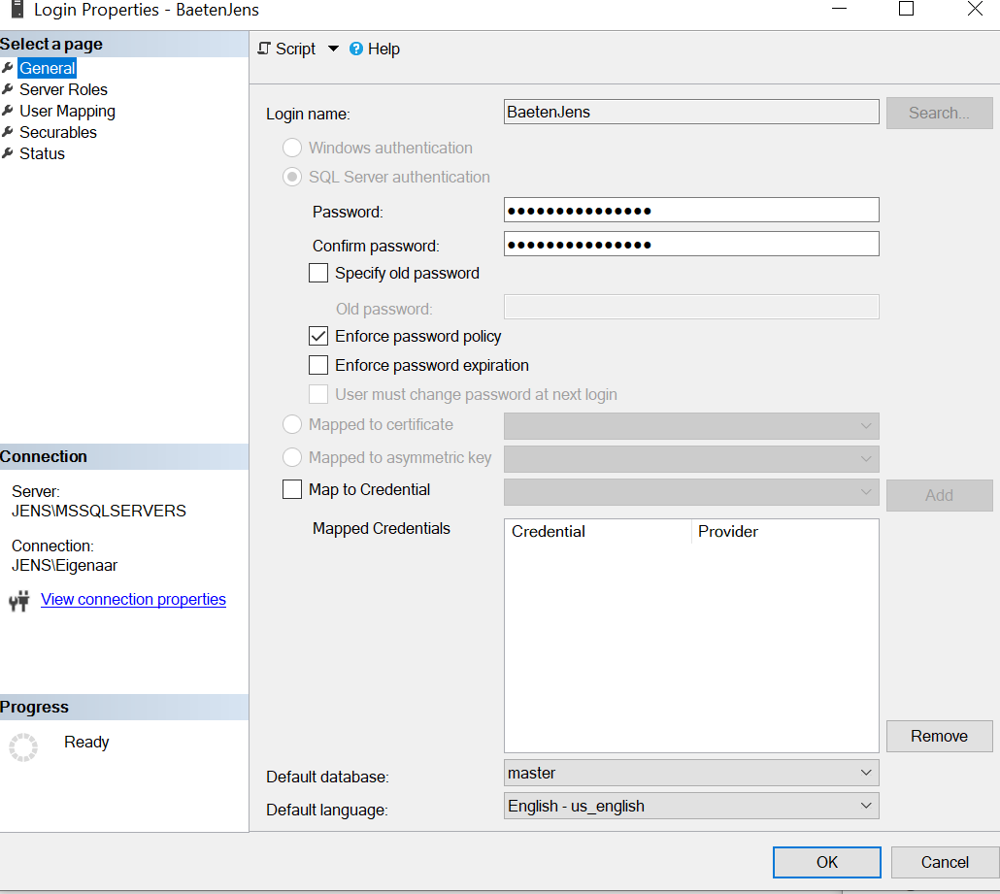 Login Properties - BaetenJens
Select a page
General
Server Roles
User Mapping
Securables
Status
Script
Help
Login name:
BaetenJens
Search...
Windows authentication
SQL Server authentication
Password:
●●●●●●●●●●●●●●●
Confirm password:
●●●●●●●●●●●●●●●
Specify old password
Old password:
Enforce password policy
Enforce password expiration
User must change password at next login
Mapped to certificate
Mapped to asymmetric key
Map to Credential
Add
Mapped Credentials
Credential Provider
Remove
Default database:
master
Default language:
English - us_english
Connection
Server:
JENS\MSSQLSERVERS
Connection:
JENS\Eigenaar
View connection properties
Progress
Ready
OK
Cancel